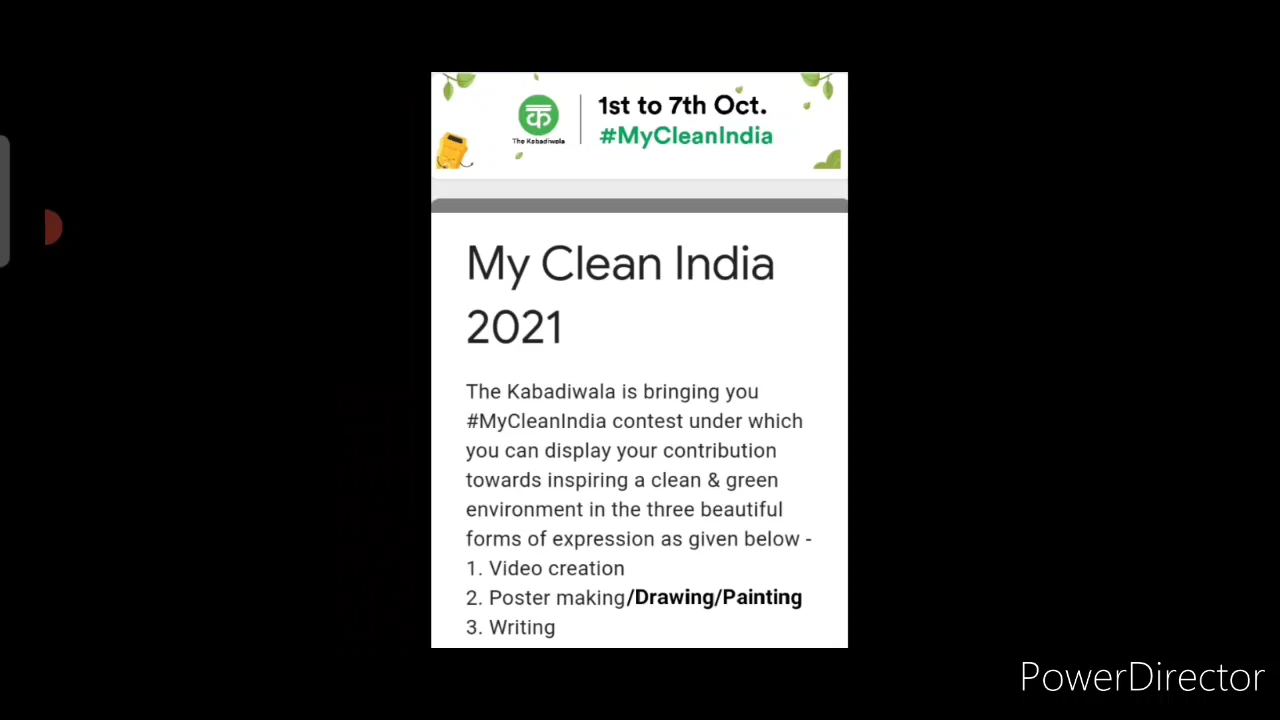 क
The Kabadiwala
1st to 7th Oct.
#MyCleanIndia
My Clean India
2021
The Kabadiwala is bringing you
#MyCleanIndia contest under which
you can display your contribution
towards inspiring a clean & green
environment in the three beautiful
forms of expression as given below -
1. Video creation
2. Poster making/Drawing/Painting
3. Writing
PowerDirector